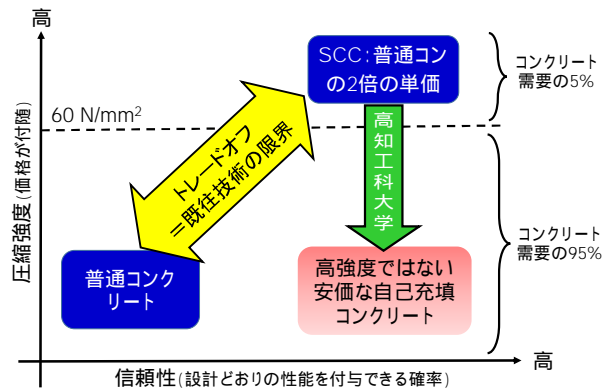 高
SCC:普通コン
の2倍の単価
コンクリート
需要の5%
60 N/mm²
トレードオフ
＝既往技術の限界
高知工科大学
圧縮強度(価格が付随)
普通コンク
リート
高強度ではない
安価な自己充填
コンクリート
コンクリート
需要の95%
高
信頼性(設計どおりの性能を付与できる確率)